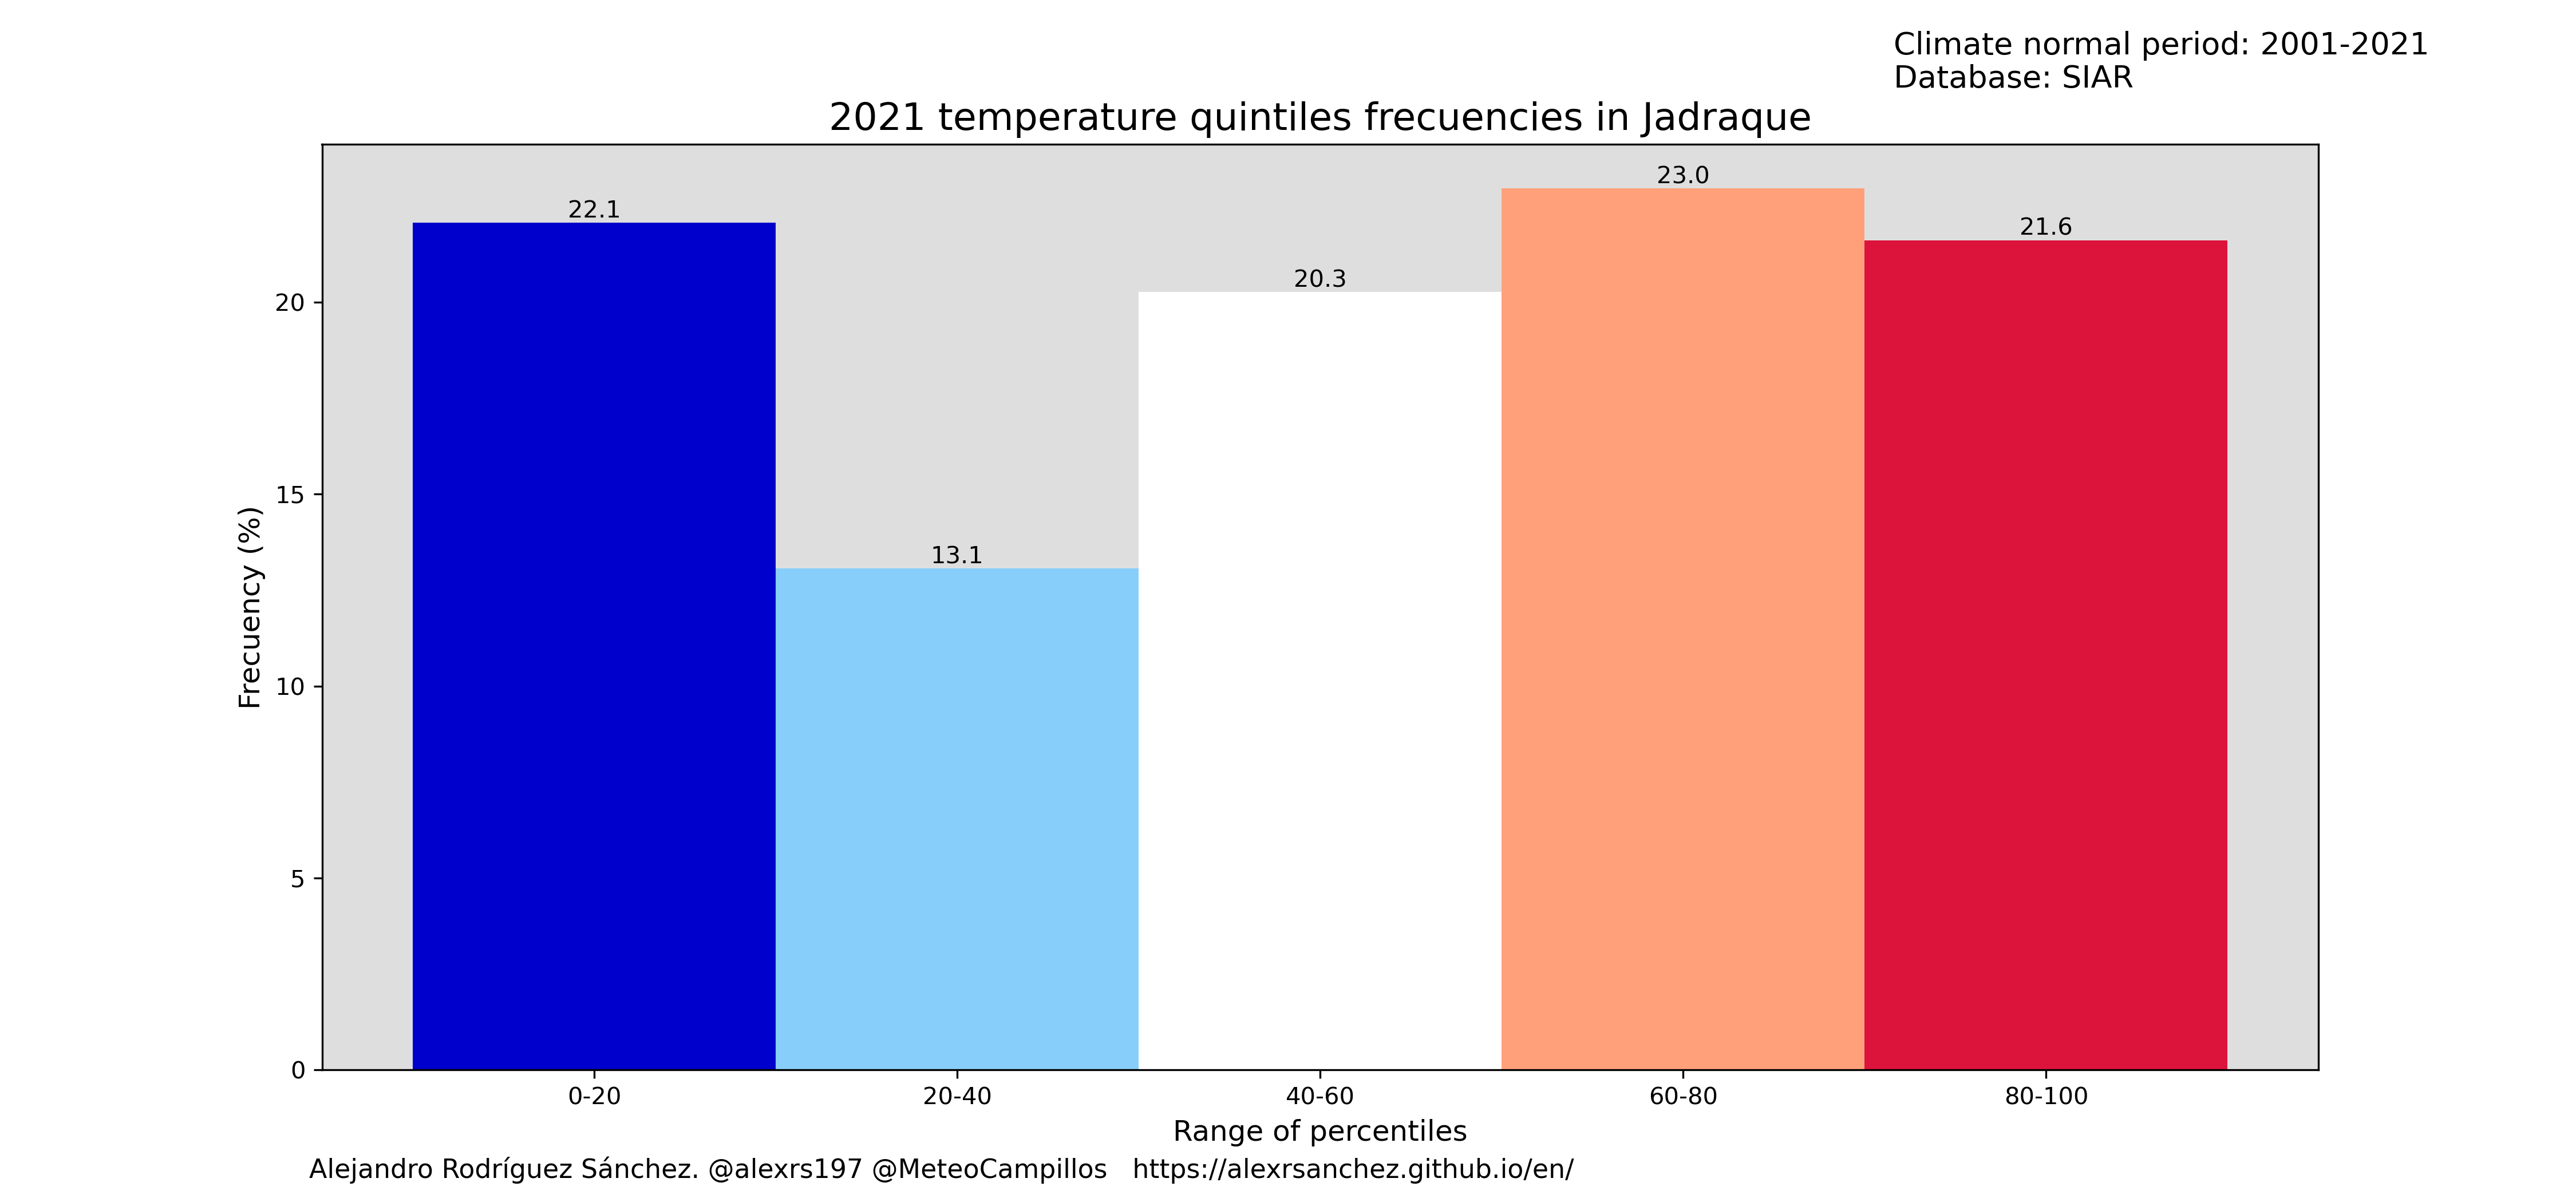 Climate normal period: 2001-2021
Database: SIAR
2021 temperature quintiles frecuencies in Jadraque
22.1
13.1
20.3
23.0
21.6
Frecuency (%)
20
15
10
5
0
0-20 20-40 40-60 60-80 80-100
Range of percentiles
Alejandro Rodríguez Sánchez. @alexrs197 @MeteoCampillos https://alexrsanchez.github.io/en/